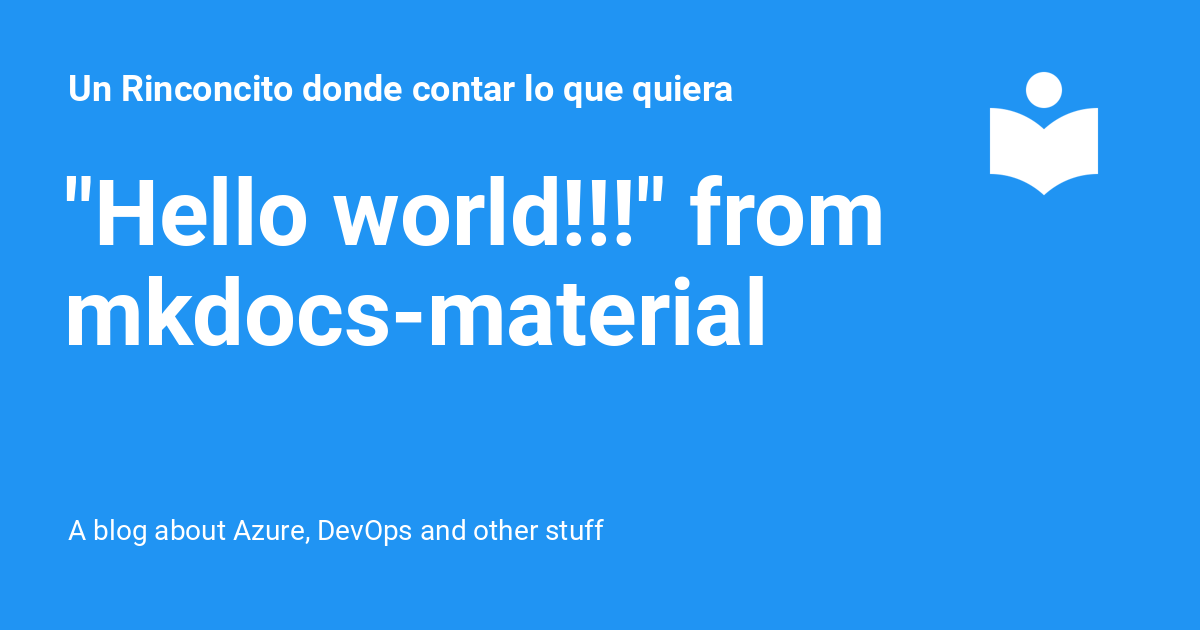 Un Rinconcito donde contar lo que quiera
"Hello world!!!" from
mkdocs-material
A blog about Azure, DevOps and other stuff